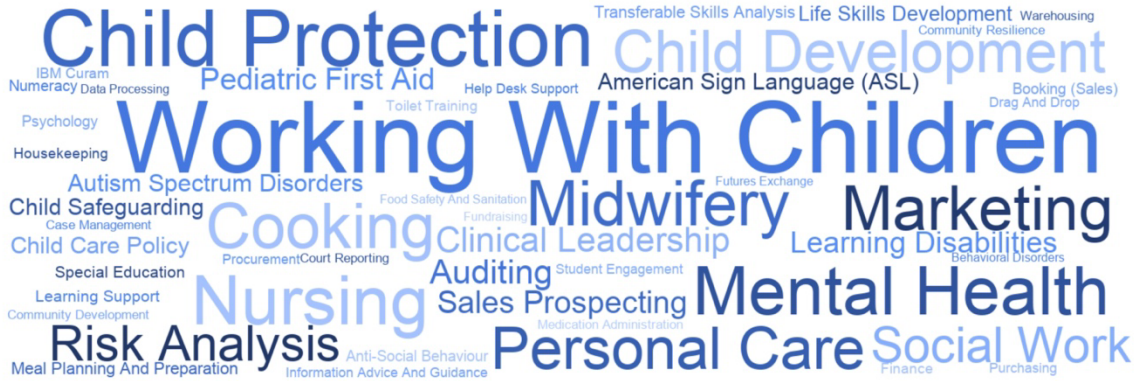 Child Protection
Transferable Skills Analysis
Life Skills Development
Warehousing
Community Resilience
Child Development
IBM Curam
Pediatric First Aid
American Sign Language (ASL)
Numeracy
Data Processing
Help Desk Support
Booking (Sales)
Toilet Training
Drag And Drop
Psychology
Working With Children
Housekeeping
Autism Spectrum Disorders
Futures Exchange
Food Safety And Sanitation
Midwifery
Marketing
Child Safeguarding
Cooking
Fundraising
Case Management
Child Care Policy
Clinical Leadership
Learning Disabilities
Procurement
Court Reporting
Behavioral Disorders
Special Education
Auditing
Student Engagement
Mental Health
Learning Support
Nursing
Sales Prospecting
Community Development
Medication Administration
Risk Analysis
Anti-Social Behaviour
Personal Care
Social Work
Meal Planning And Preparation
Information Advice And Guidance
Finance
Purchasing